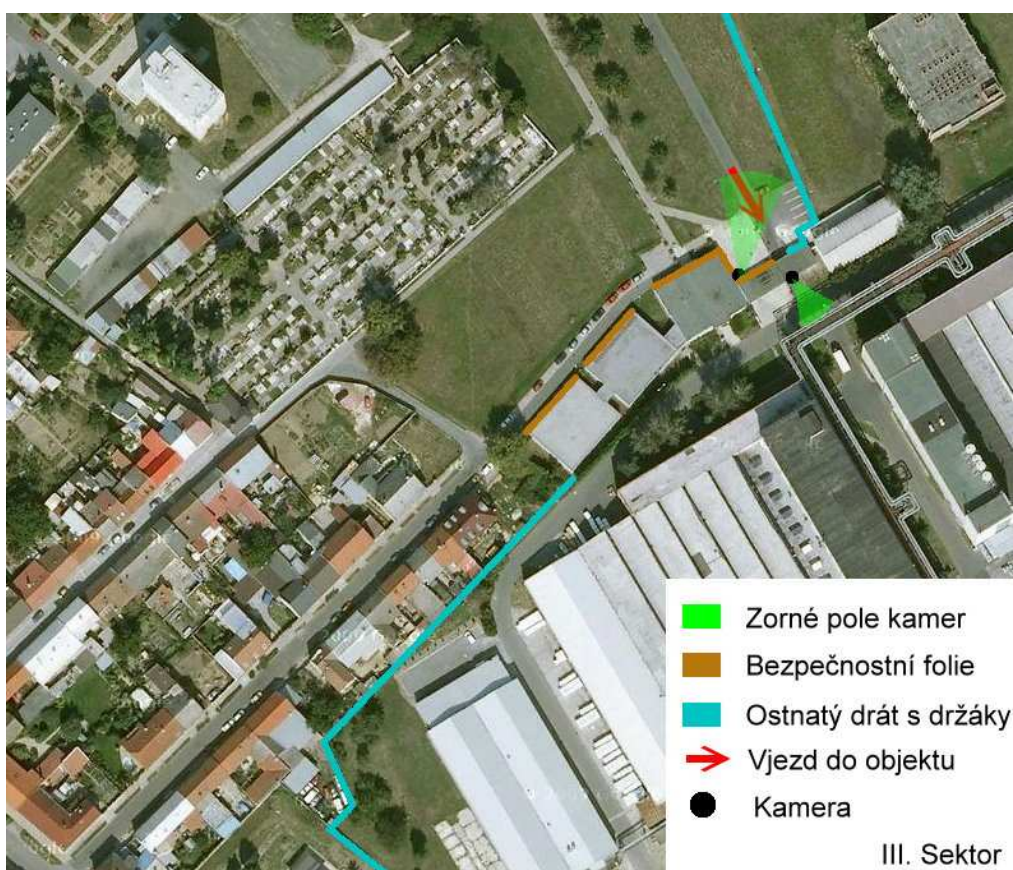 Zorné pole kamer
Bezpečnostní folie
Ostnatý drát s držáky
Vjezd do objektu
Kamera
III. Sektor